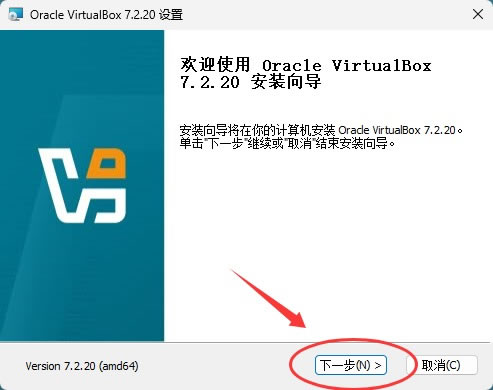 Oracle VirtualBox 7.2.20 设置
欢迎使用 Oracle VirtualBox
7.2.20 安装向导
安装向导将在你的计算机安装 Oracle VirtualBox 7.2.20。
单击"下一步"继续或"取消"结束安装向导。
Version 7.2.20 (amd64)
下一步(N) >
取消(C)